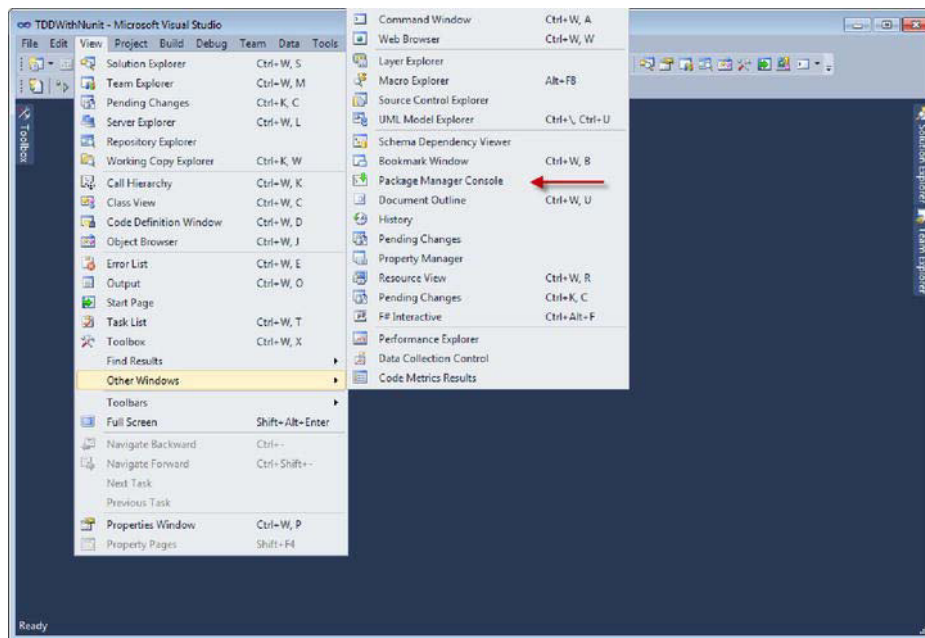 TDDWithNunit - Microsoft Visual Studio
File Edit View Project Build Debug Team Data Tools
Solution Explorer Ctrl+W, S
Team Explorer Ctrl+W, M
Pending Changes Ctrl+K, C
Server Explorer Ctrl+W, L
Repository Explorer
Working Copy Explorer Ctrl+K, W
Call Hierarchy Ctrl+W, K
Class View Ctrl+W, C
Code Definition Window Ctrl+W, D
Object Browser Ctrl+W, J
Error List Ctrl+W, E
Output Ctrl+W, O
Start Page
Task List Ctrl+W, T
Toolbox Ctrl+W, X
Find Results
Other Windows
Toolbars
Full Screen Shift+Alt+Enter
Navigate Backward Ctrl+-
Navigate Forward Ctrl+Shift+-
Next Task
Previous Task
Properties Window Ctrl+W, P
Property Pages Shift+F4
Command Window Ctrl+W, A
Web Browser Ctrl+W, W
Layer Explorer
Macro Explorer Alt+F8
Source Control Explorer
UML Model Explorer Ctrl+\, Ctrl+U
Schema Dependency Viewer
Bookmark Window Ctrl+W, B
Package Manager Console
Document Outline Ctrl+W, U
History
Pending Changes
Property Manager
Resource View Ctrl+W, R
Pending Changes Ctrl+K, C
F# Interactive Ctrl+Alt+F
Performance Explorer
Data Collection Control
Code Metrics Results
Toolbox
Solution Explorer
Team Explorer
Ready